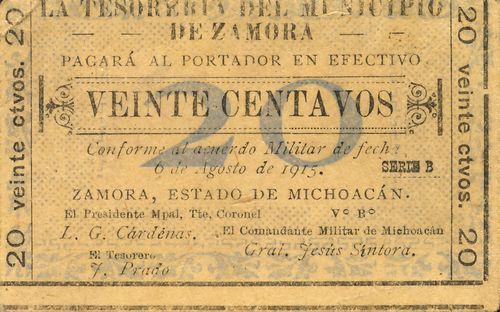 LA TESORERIA DEL MUNICIPIO
DE ZAMORA
PAGARÁ AL PORTADOR EN EFECTIVO
VEINTE CENTAVOS
20
Conforme al acuerdo Militar de fecha
6 de Agosto de 1915.
SERIE B
ZAMORA, ESTADO DE MICHOACÁN.
El Presidente Mpal, Tte, Coronel
L. G. Cárdenas.
El Tesorero
J. Prado
Vº Bº
El Comandante Militar de Michoacán
Gral. Jesús Síntora.
20 veinte ctvos. 20
20 veinte ctvos. 20